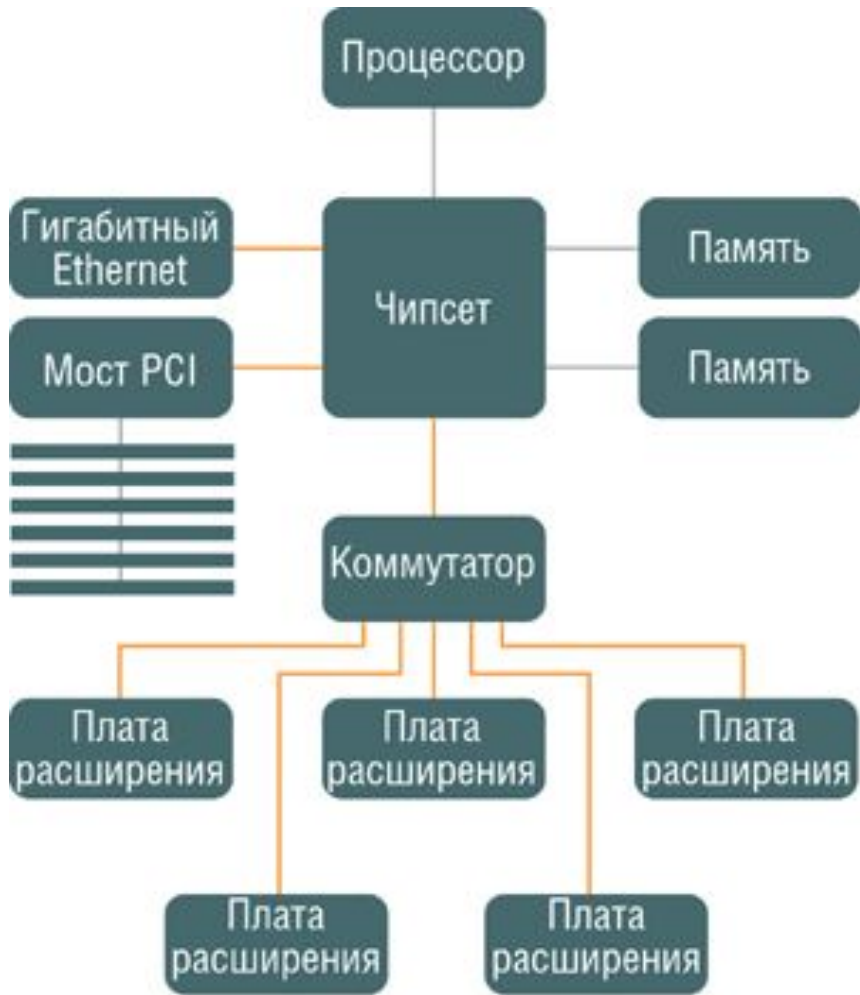 Процессор
Гигабитный
Ethernet
Чипсет
Память
Мост PCI
Память
Коммутатор
Плата
расширения
Плата
расширения
Плата
расширения
Плата
расширения
Плата
расширения